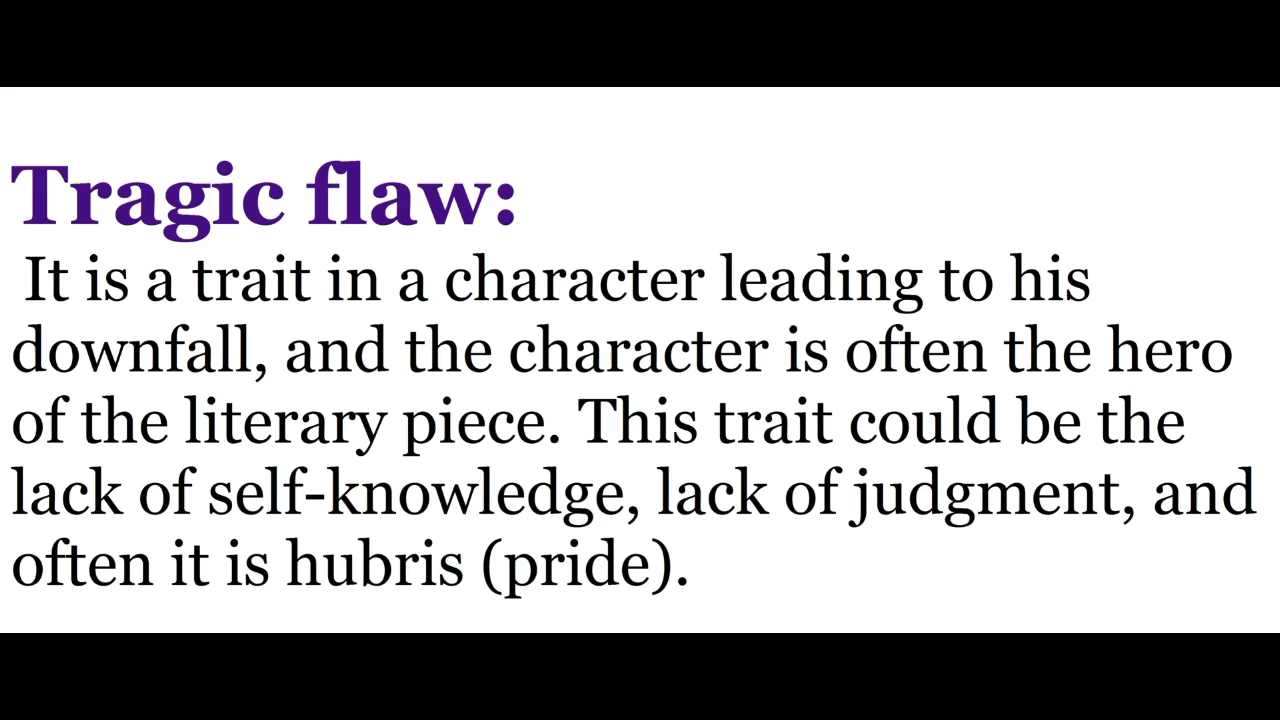 Tragic flaw:
It is a trait in a character leading to his
downfall, and the character is often the hero
of the literary piece. This trait could be the
lack of self-knowledge, lack of judgment, and
often it is hubris (pride).